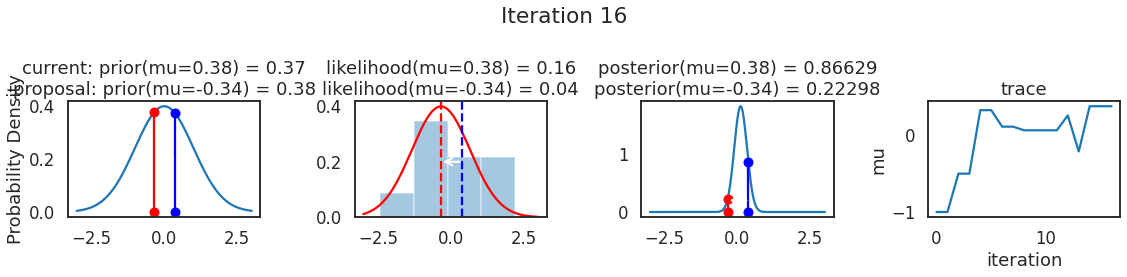 Iteration 16
current: prior(mu=0.38) = 0.37
proposal: prior(mu=-0.34) = 0.38
likelihood(mu=0.38) = 0.16
likelihood(mu=-0.34) = 0.04
posterior(mu=0.38) = 0.86629
posterior(mu=-0.34) = 0.22298
trace
Probability Density
0.4
0.2
0.0
−2.5 0.0 2.5
0.4
0.2
0.0
−2.5 0.0 2.5
1
0
−2.5 0.0 2.5
mu
0
−1
0 10
iteration